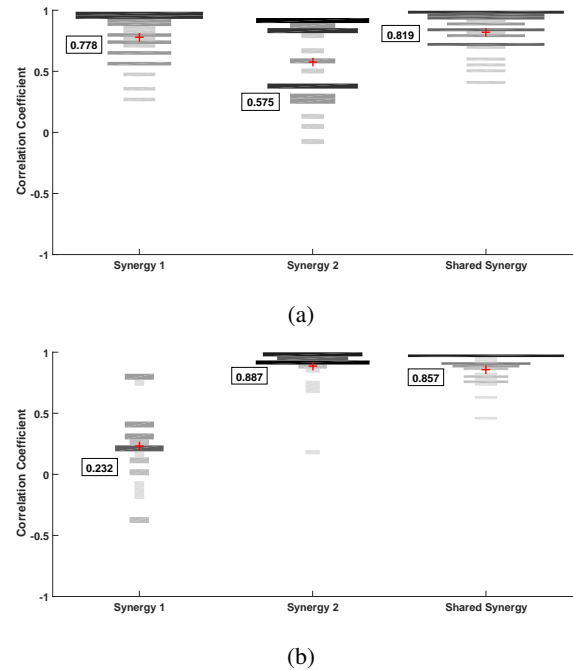 1
0.778
0.819
0.5
0.575
Correlation Coefficient
0
-0.5
-1
Synergy 1 Synergy 2 Shared Synergy
(a)
1
0.887
0.857
0.5
0.232
Correlation Coefficient
0
-0.5
-1
Synergy 1 Synergy 2 Shared Synergy
(b)